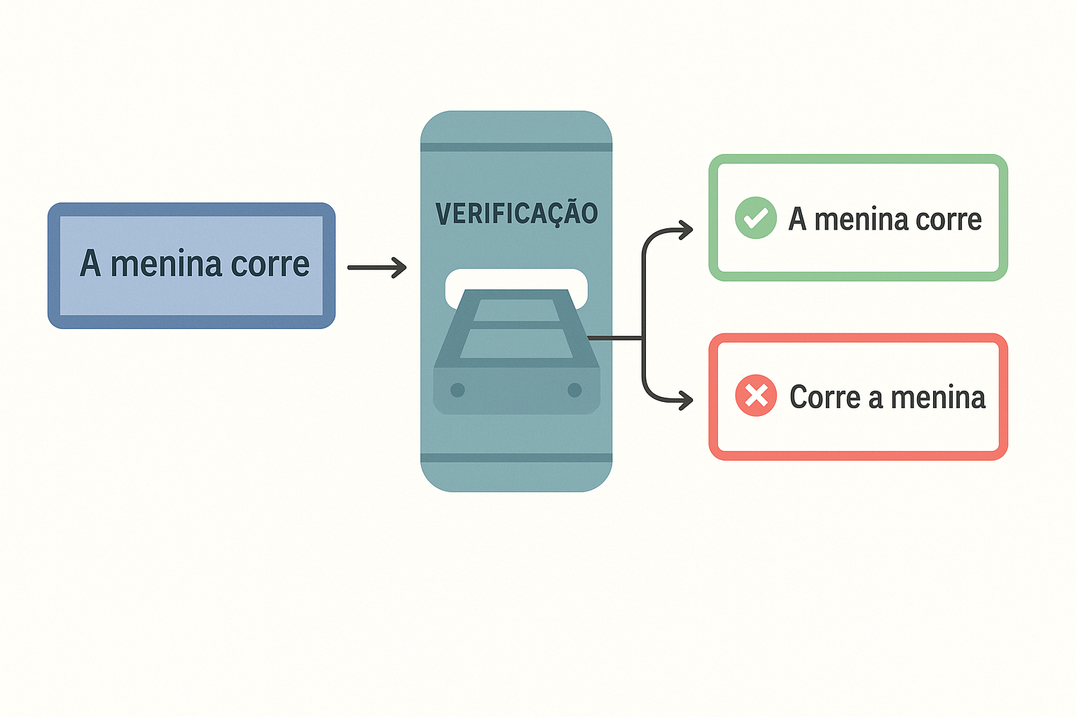 A menina corre
VERIFICAÇÃO
A menina corre
Corre a menina